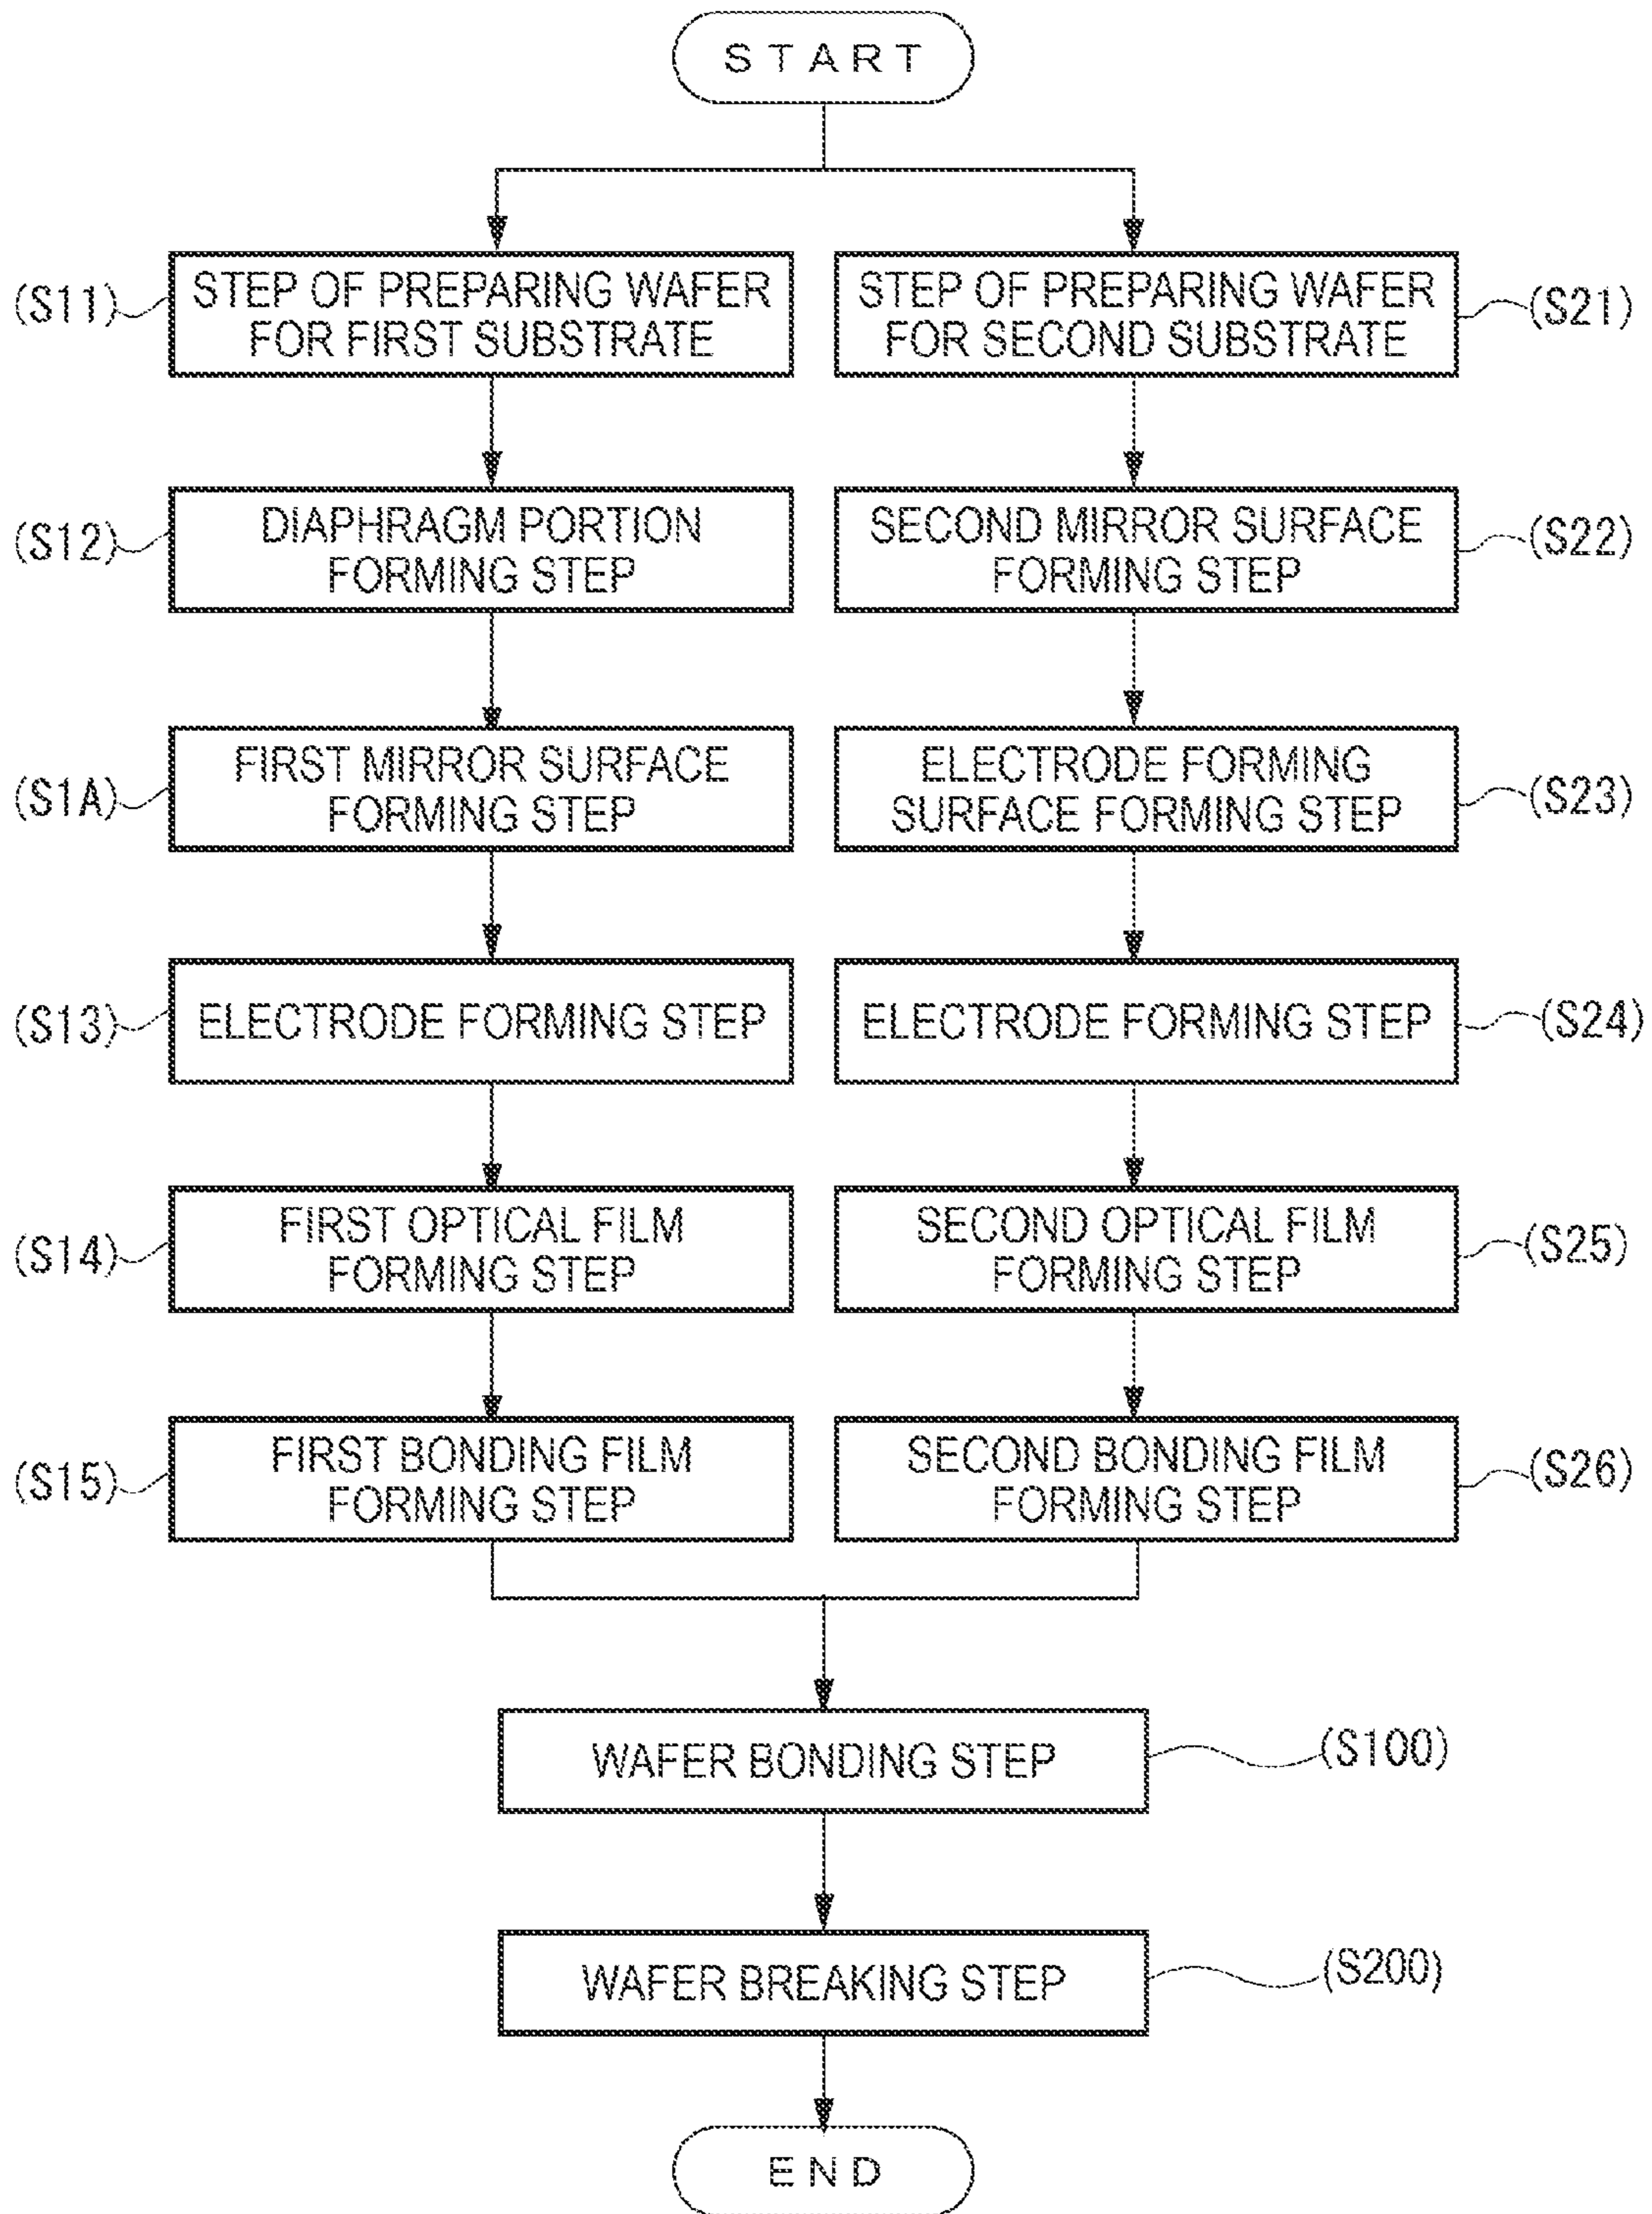 START
(S11)
STEP OF PREPARING WAFER
FOR FIRST SUBSTRATE
STEP OF PREPARING WAFER
FOR SECOND SUBSTRATE
(S21)
(S12)
DIAPHRAGM PORTION
FORMING STEP
SECOND MIRROR SURFACE
FORMING STEP
(S22)
(S1A)
FIRST MIRROR SURFACE
FORMING STEP
ELECTRODE FORMING
SURFACE FORMING STEP
(S23)
(S13)
ELECTRODE FORMING STEP
ELECTRODE FORMING STEP
(S24)
(S14)
FIRST OPTICAL FILM
FORMING STEP
SECOND OPTICAL FILM
FORMING STEP
(S25)
(S15)
FIRST BONDING FILM
FORMING STEP
SECOND BONDING FILM
FORMING STEP
(S26)
WAFER BONDING STEP
(S100)
WAFER BREAKING STEP
(S200)
END